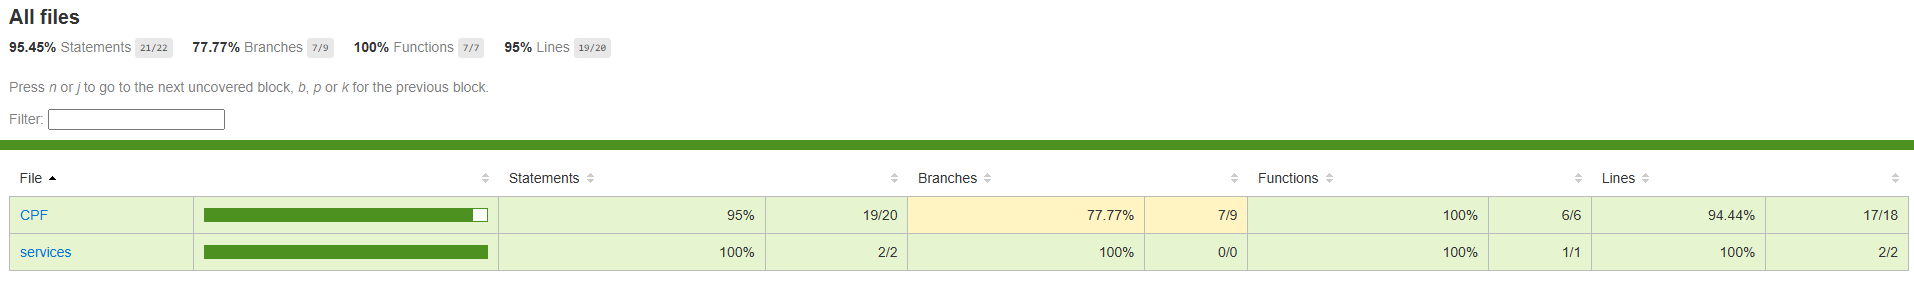 All files
95.45% Statements 21/22 77.77% Branches 7/9 100% Functions 7/7 95% Lines 19/20
Press n or j to go to the next uncovered block, b, p or k for the previous block.
Filter:
File Statements Branches Functions Lines
CPF 95% 19/20 77.77% 7/9 100% 6/6 94.44% 17/18
services 100% 2/2 100% 0/0 100% 1/1 100% 2/2